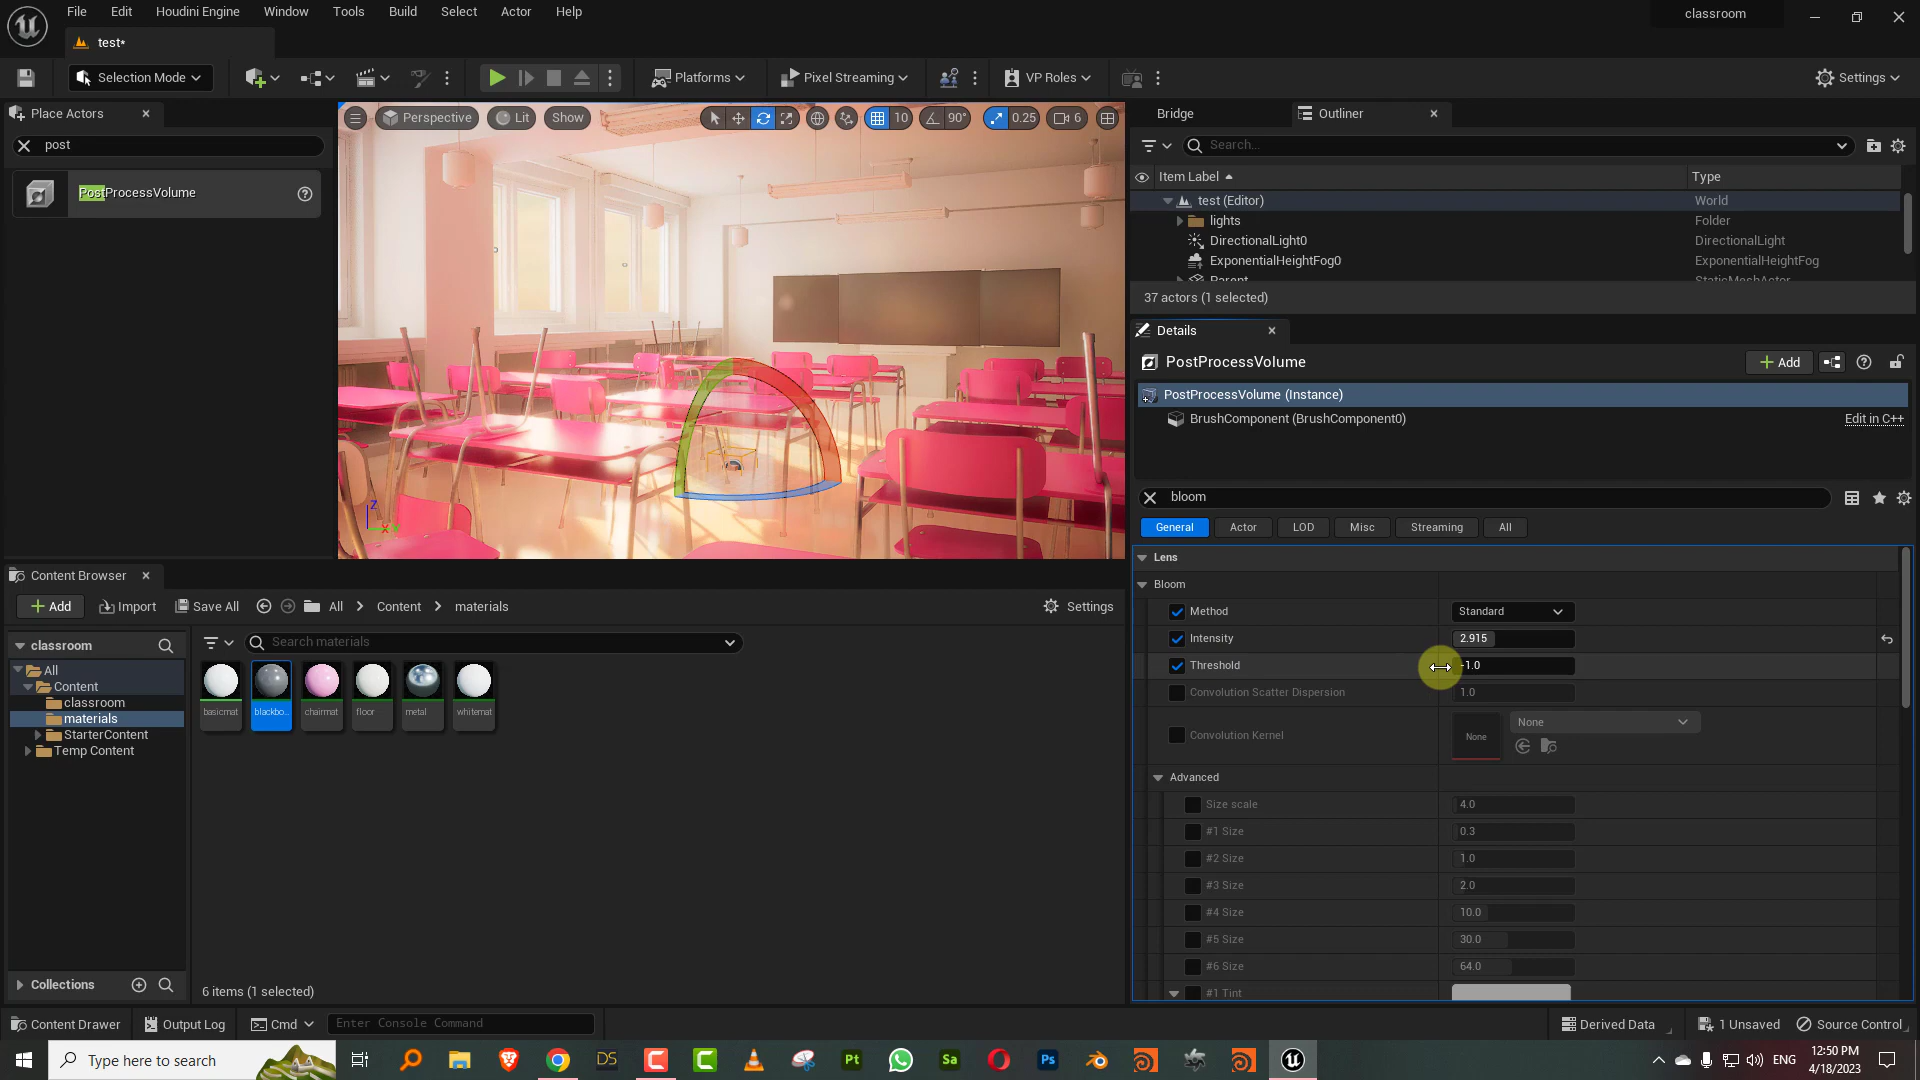 File Edit Houdini Engine Window Tools Build Select Actor Help
classroom
test*
Selection Mode
Platforms
Pixel Streaming
VP Roles
Settings
Place Actors
post
PostProcessVolume
Perspective Lit Show
10 90° 0.25 6
Z
Bridge
Outliner
Search...
Item Label Type
test (Editor) World
lights Folder
DirectionalLight0 DirectionalLight
ExponentialHeightFog0 ExponentialHeightFog
Parent StaticMeshActor
37 actors (1 selected)
Details
PostProcessVolume
Add
PostProcessVolume (Instance)
BrushComponent (BrushComponent0) Edit in C++
bloom
General Actor LOD Misc Streaming All
Lens
Bloom
Method Standard
Intensity 2.915
Threshold -1.0
Convolution Scatter Dispersion 1.0
Convolution Kernel None None
Advanced
Size scale 4.0
#1 Size 0.3
#2 Size 1.0
#3 Size 2.0
#4 Size 10.0
#5 Size 30.0
#6 Size 64.0
#1 Tint
Content Browser
Add Import Save All All Content materials Settings
classroom
Search materials
All
Content
classroom
materials
StarterContent
Temp Content
basicmat blackbo... chairmat floor metal whitemat
Collections
6 items (1 selected)
Content Drawer Output Log Cmd Enter Console Command
Derived Data 1 Unsaved Source Control
Type here to search
DS Pt Sa Ps
ENG
12:50 PM
4/18/2023